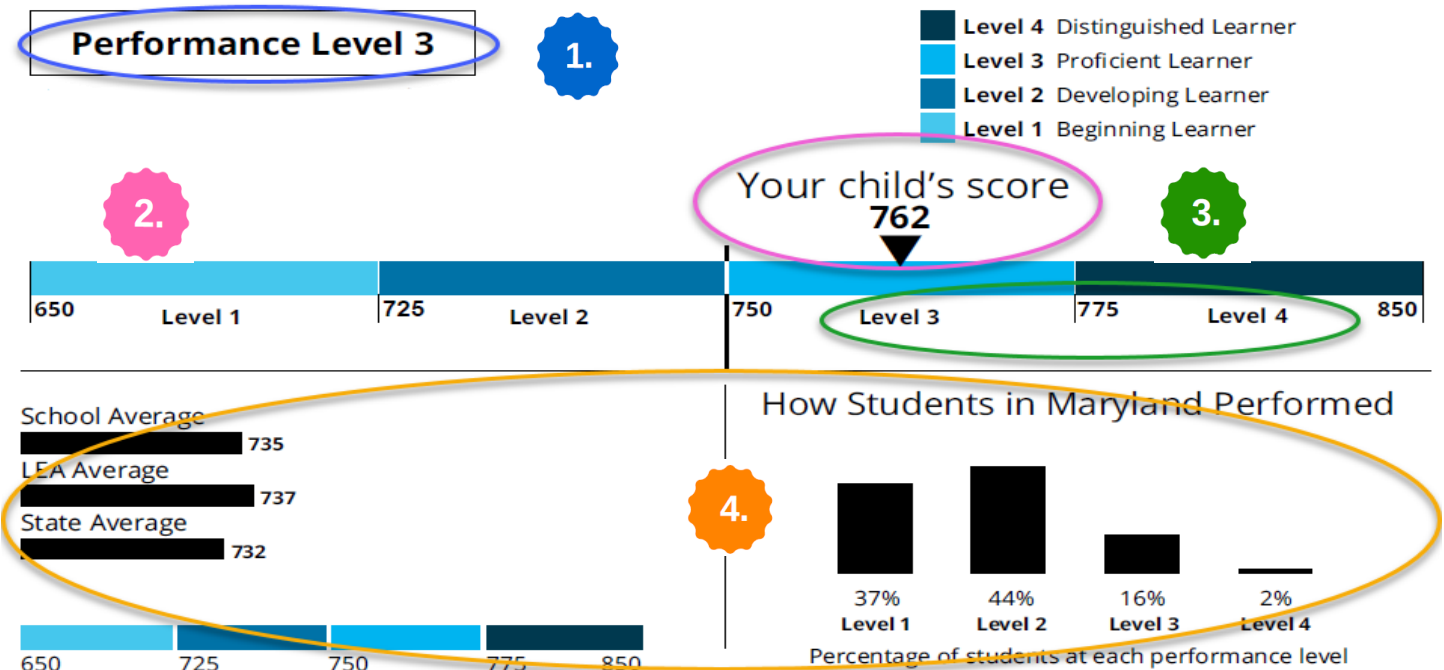 Performance Level 3
1.
Level 4 Distinguished Learner
Level 3 Proficient Learner
Level 2 Developing Learner
Level 1 Beginning Learner
2.
Your child's score
762
3.
650 Level 1 725 Level 2 750 Level 3 775 Level 4 850
School Average
735
LEA Average
737
State Average
732
650 725 750 775 850
4.
How Students in Maryland Performed
37% 44% 16% 2%
Level 1 Level 2 Level 3 Level 4
Percentage of students at each performance level